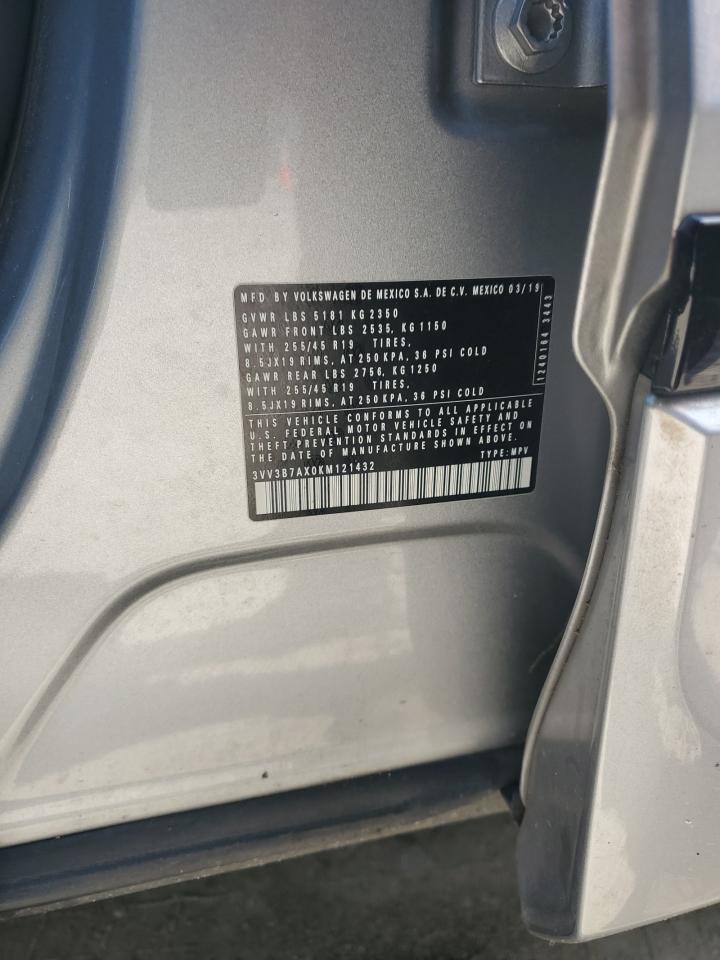 MFD BY VOLKSWAGEN DE MEXICO S.A. DE C.V. MEXICO 03/19
GVWR LBS 5181 KG 2350
GAWR FRONT LBS 2535, KG 1150
WITH 255/45 R19 TIRES,
8.5JX19 RIMS, AT 250 KPA, 36 PSI COLD
GAWR REAR LBS 2756, KG 1250
WITH 255/45 R19 TIRES,
8.5JX19 RIMS, AT 250 KPA, 36 PSI COLD
THIS VEHICLE CONFORMS TO ALL APPLICABLE
U.S. FEDERAL MOTOR VEHICLE SAFETY AND
THEFT PREVENTION STANDARDS IN EFFECT ON
THE DATE OF MANUFACTURE SHOWN ABOVE.
3VV3B7AX0KM121432 TYPE: MPV
1240164 3443